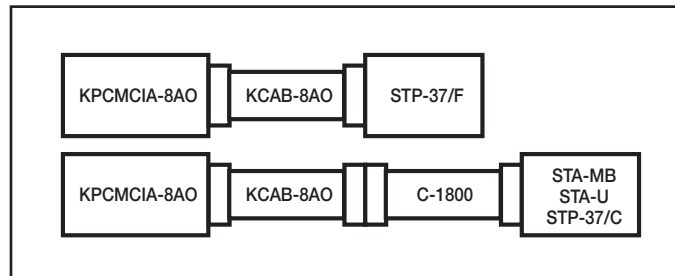 KPCMCIA-8AO KCAB-8AO STP-37/F
KPCMCIA-8AO KCAB-8AO C-1800 STA-MB
STA-U
STP-37/C